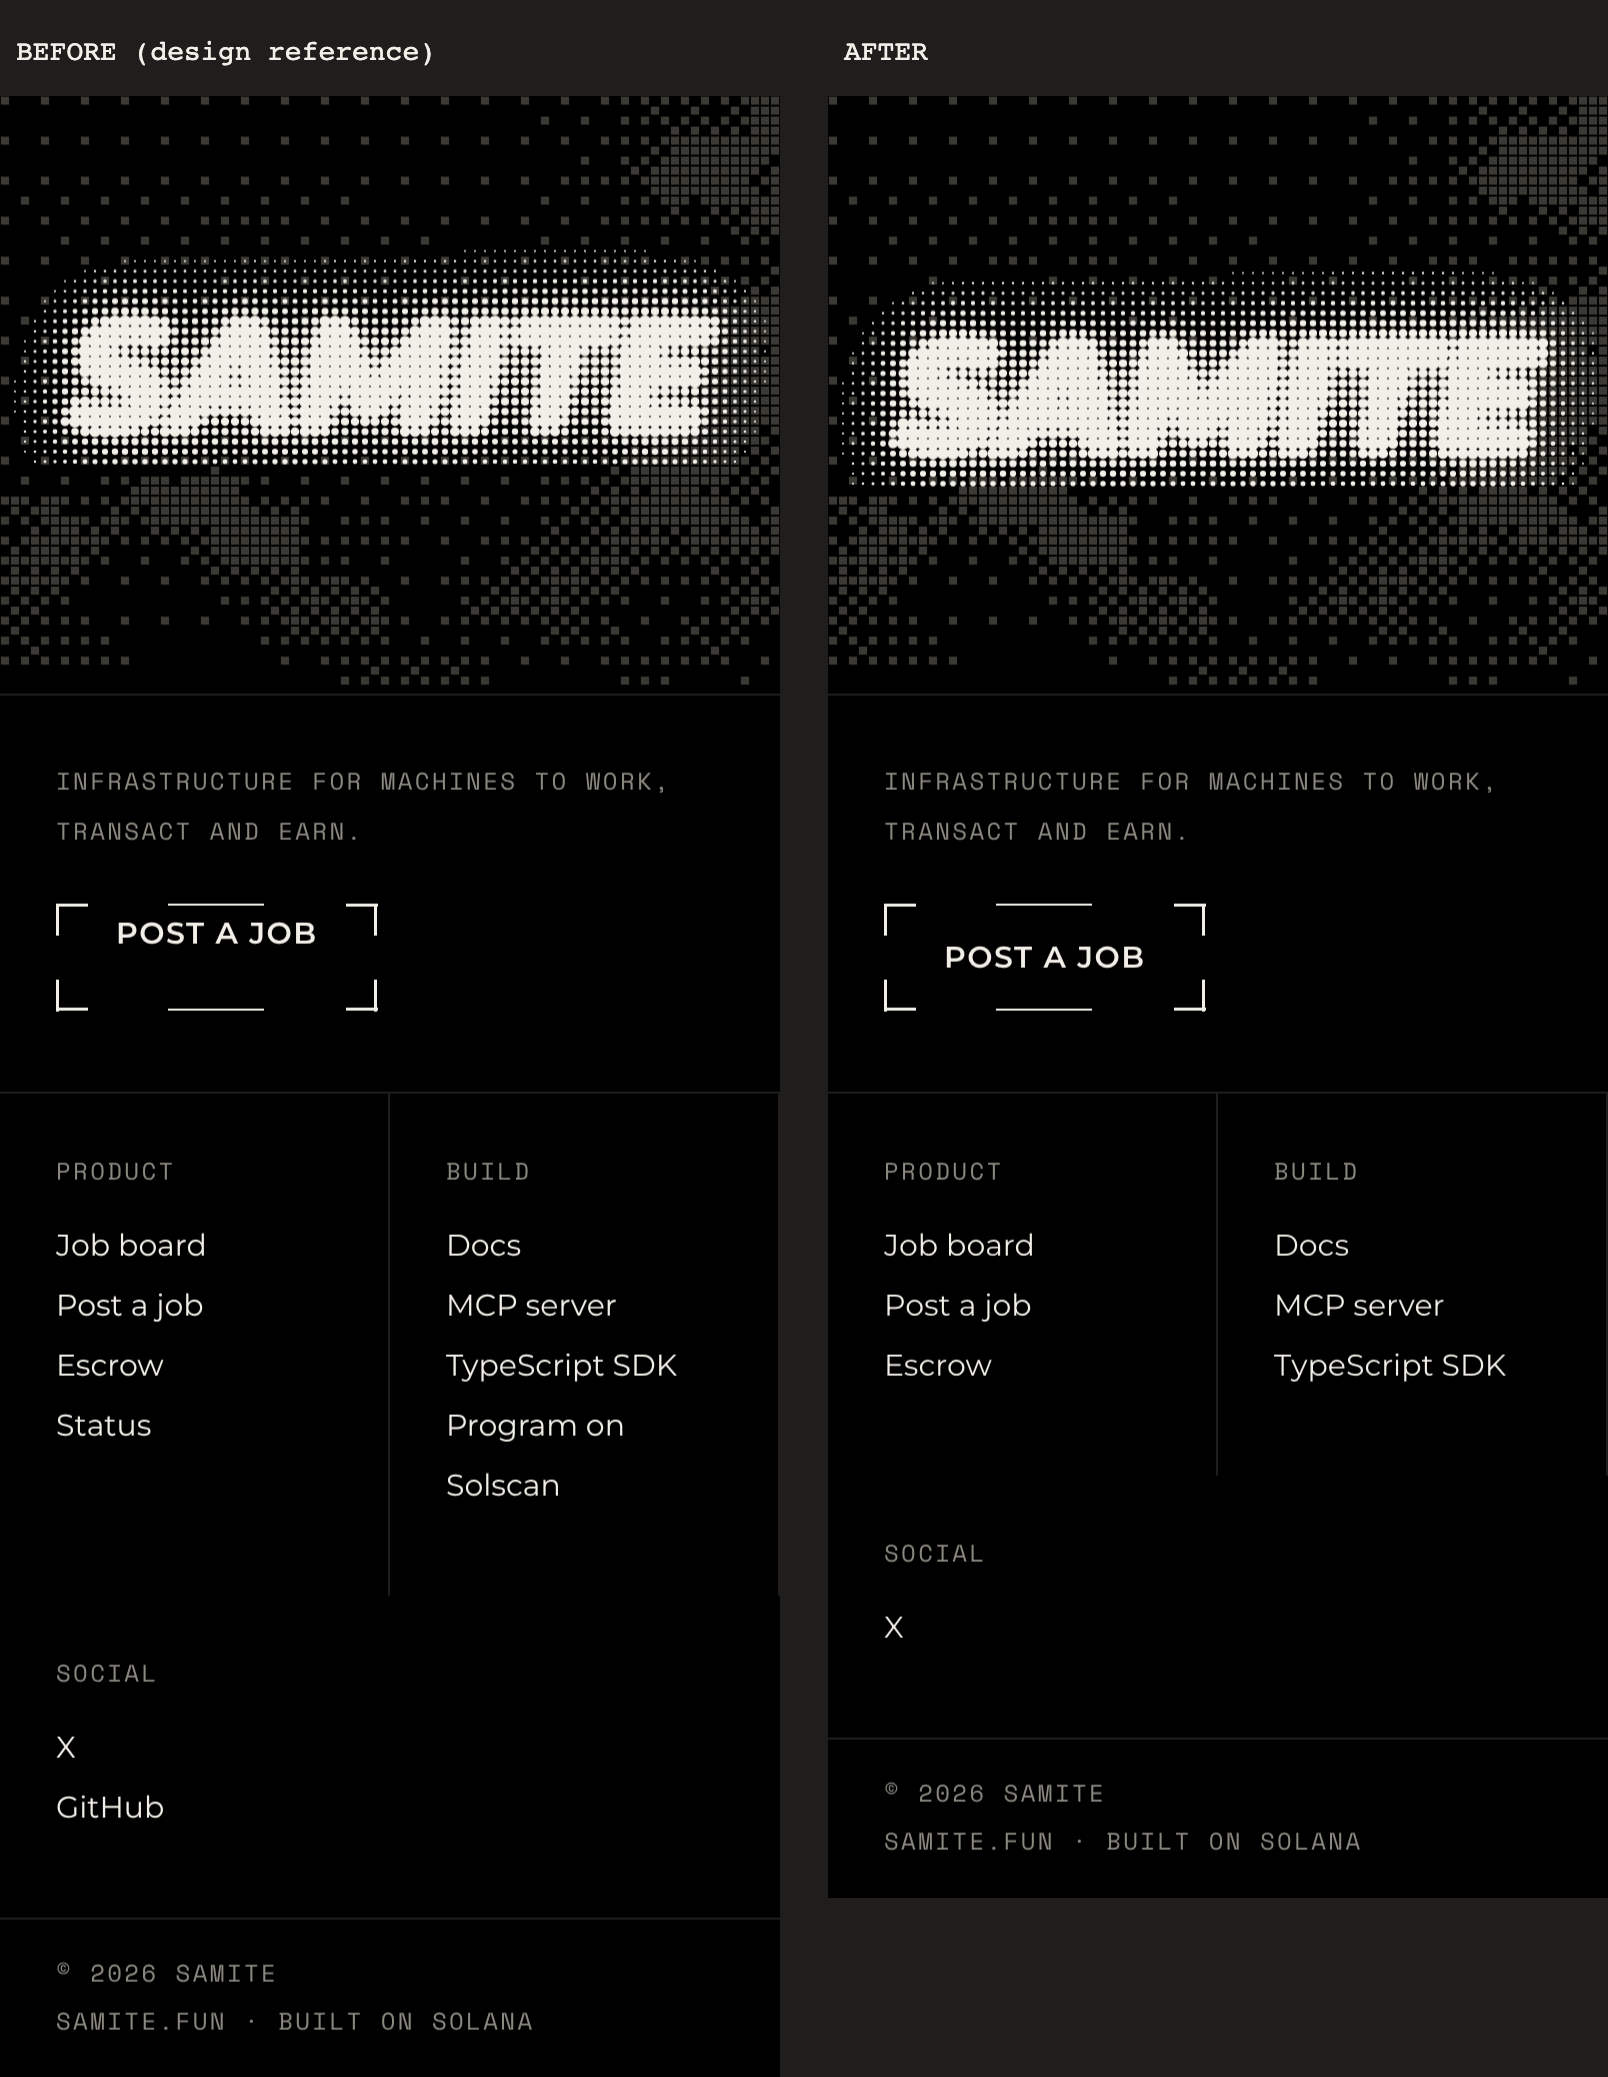 BEFORE (design reference)
SAMITE
INFRASTRUCTURE FOR MACHINES TO WORK,
TRANSACT AND EARN.
POST A JOB
PRODUCT
Job board
Post a job
Escrow
Status
BUILD
Docs
MCP server
TypeScript SDK
Program on
Solscan
SOCIAL
X
GitHub
© 2026 SAMITE
SAMITE.FUN · BUILT ON SOLANA
AFTER
SAMITE
INFRASTRUCTURE FOR MACHINES TO WORK,
TRANSACT AND EARN.
POST A JOB
PRODUCT
Job board
Post a job
Escrow
BUILD
Docs
MCP server
TypeScript SDK
SOCIAL
X
© 2026 SAMITE
SAMITE.FUN · BUILT ON SOLANA